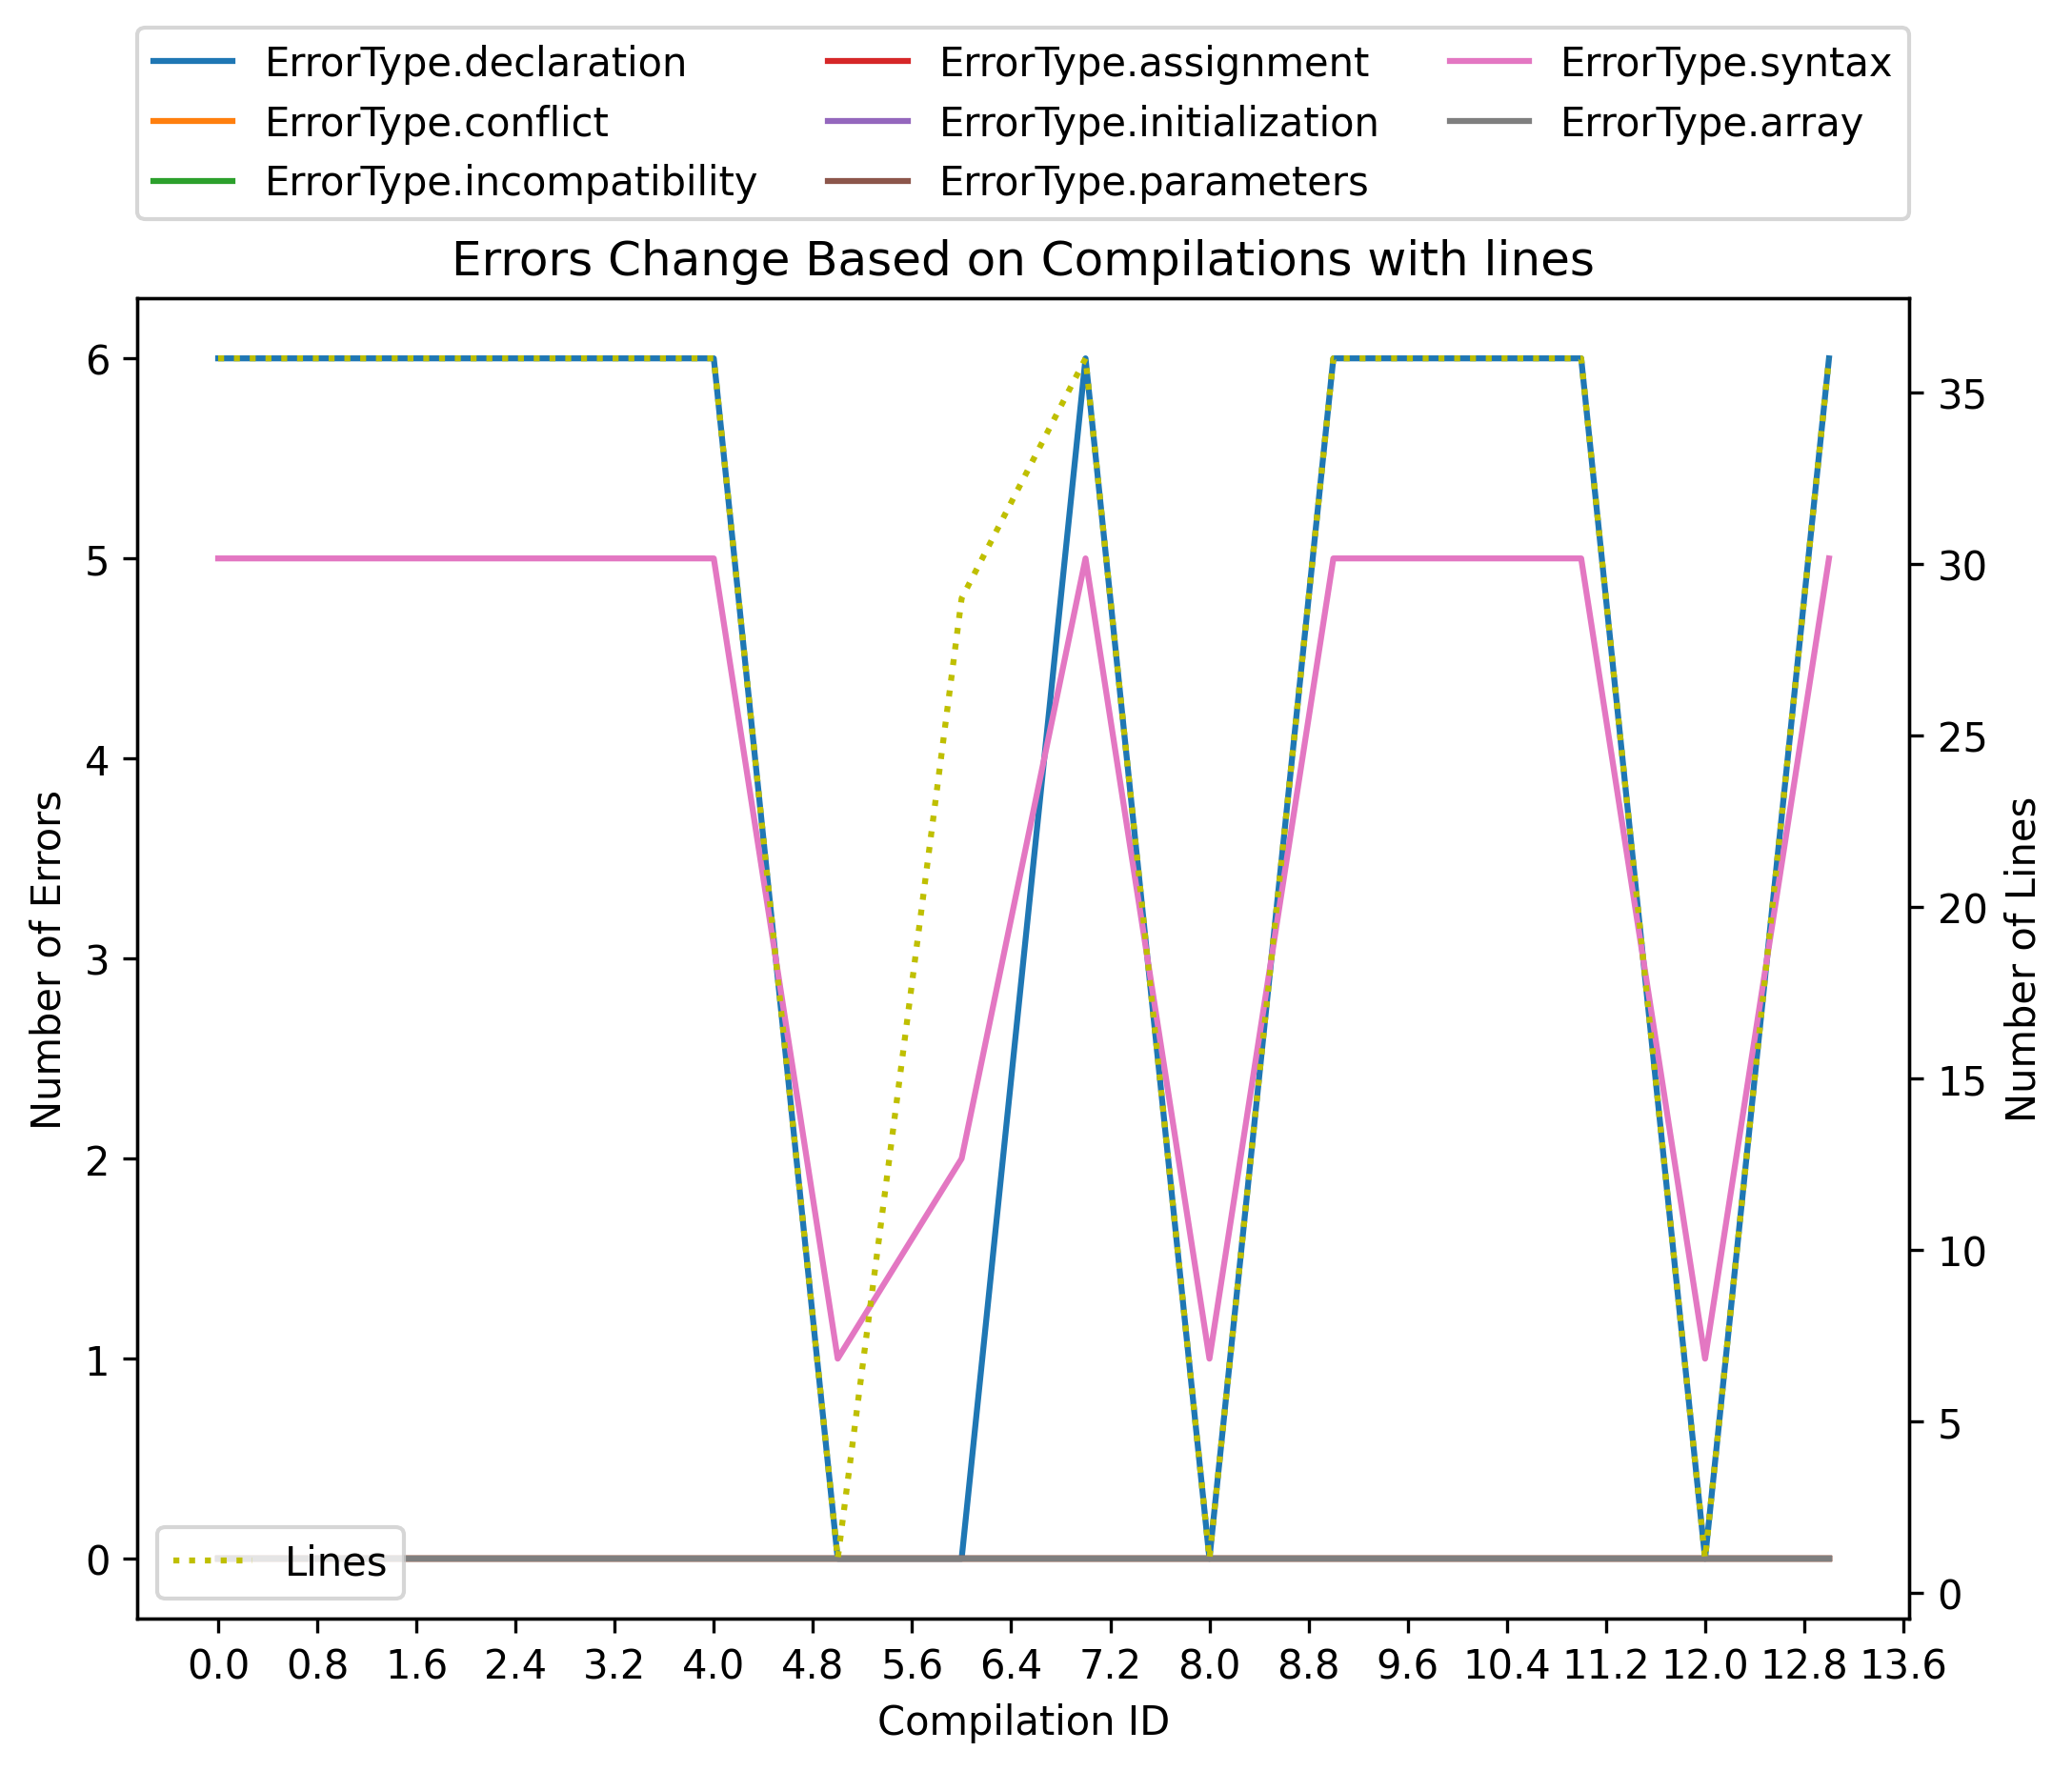 ErrorType.declaration
ErrorType.conflict
ErrorType.incompatibility
ErrorType.assignment
ErrorType.initialization
ErrorType.parameters
ErrorType.syntax
ErrorType.array
Errors Change Based on Compilations with lines
Number of Errors
6
5
4
3
2
1
0
Lines
35
30
25
20
15
10
5
0
Number of Lines
0.0 0.8 1.6 2.4 3.2 4.0 4.8 5.6 6.4 7.2 8.0 8.8 9.6 10.4 11.2 12.0 12.8 13.6
Compilation ID